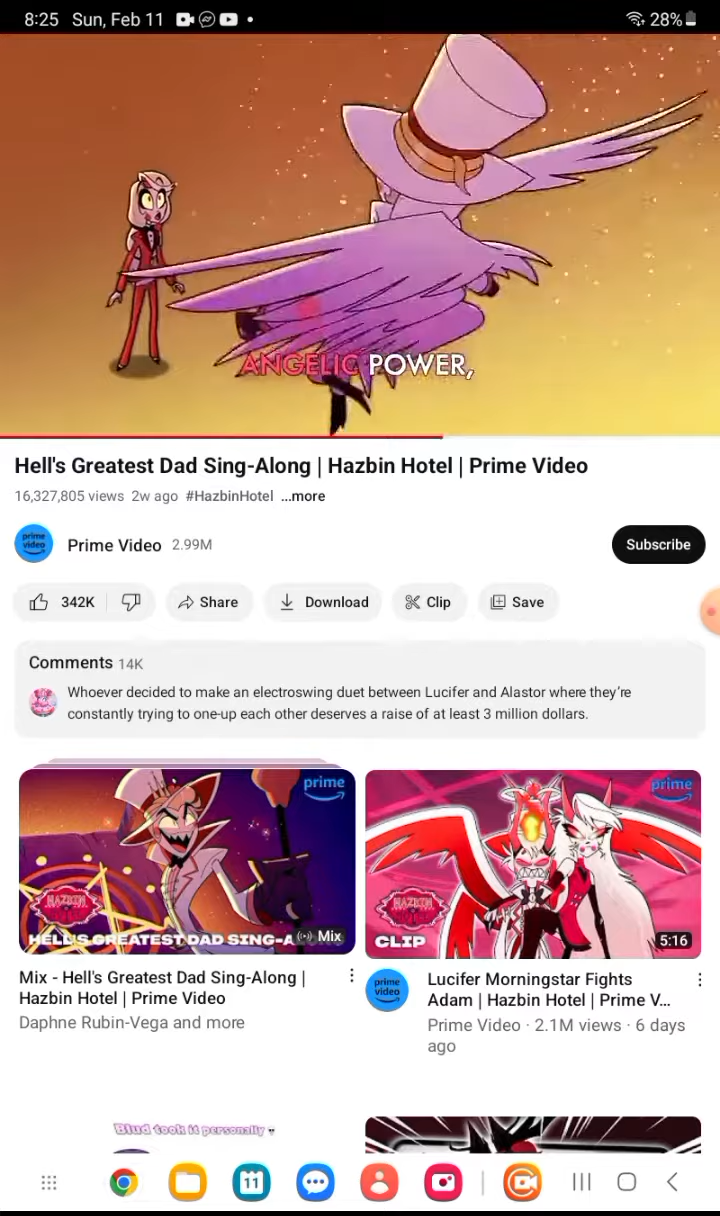 8:25 Sun, Feb 11
28%
ANGELIC POWER,
Hell's Greatest Dad Sing-Along | Hazbin Hotel | Prime Video
16,327,805 views 2w ago #HazbinHotel ...more
prime video
Prime Video 2.99M
Subscribe
342K
Share
Download
Clip
Save
Comments 14K
Whoever decided to make an electroswing duet between Lucifer and Alastor where they're
constantly trying to one-up each other deserves a raise of at least 3 million dollars.
prime
HAZBIN HOTEL
HELL'S GREATEST DAD SING-A
Mix
Mix - Hell's Greatest Dad Sing-Along |
Hazbin Hotel | Prime Video
Daphne Rubin-Vega and more
prime
HAZBIN HOTEL
CLIP
5:16
prime video
Lucifer Morningstar Fights
Adam | Hazbin Hotel | Prime V...
Prime Video · 2.1M views · 6 days
ago
Blud took it personally
11